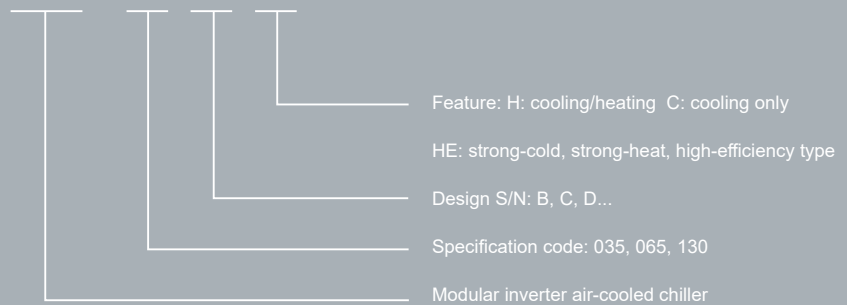 Feature: H: cooling/heating  C: cooling only
HE: strong-cold, strong-heat, high-efficiency type
Design S/N: B, C, D...
Specification code: 035, 065, 130
Modular inverter air-cooled chiller